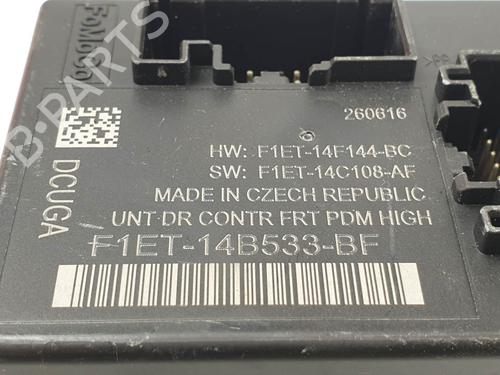 FoMoCo
B-PARTS
260616
DCUGA
HW: F1ET-14F144-BC
SW: F1ET-14C108-AF
MADE IN CZECH REPUBLIC
UNT-DR CONTR FRT PDM HIGH
F1ET-14B533-BF